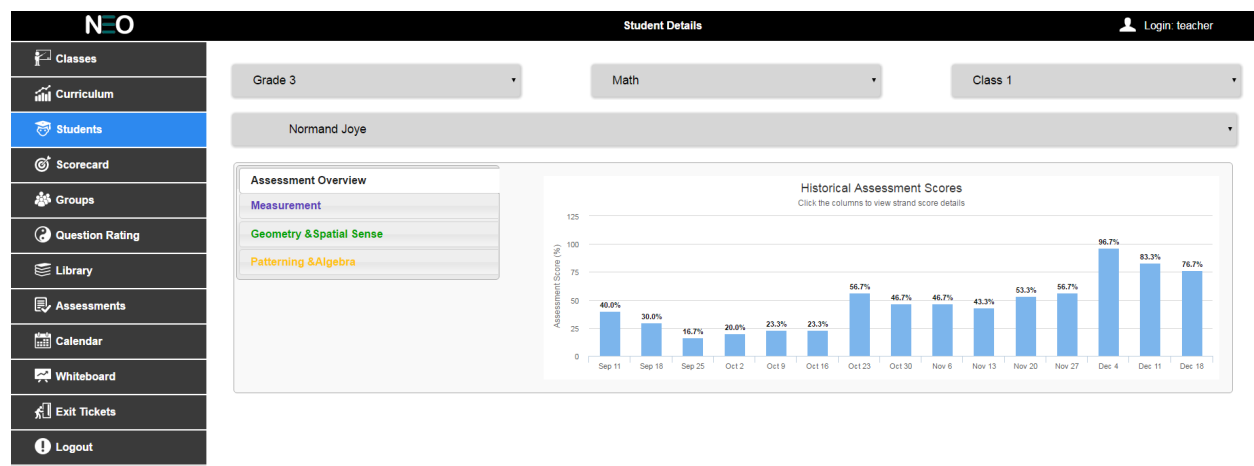 NEO
Student Details
Login: teacher
Classes
Curriculum
Students
Scorecard
Groups
Question Rating
Library
Assessments
Calendar
Whiteboard
Exit Tickets
Logout
Grade 3
Math
Class 1
Normand Joye
Assessment Overview
Measurement
Geometry &Spatial Sense
Patterning &Algebra
Historical Assessment Scores
Click the columns to view strand score details
Assessment Score (%)
125
100
75
50
25
0
40.0%
30.0%
16.7%
20.0%
23.3%
23.3%
56.7%
46.7%
46.7%
43.3%
53.3%
56.7%
96.7%
83.3%
76.7%
Sep 11
Sep 18
Sep 25
Oct 2
Oct 9
Oct 16
Oct 23
Oct 30
Nov 6
Nov 13
Nov 20
Nov 27
Dec 4
Dec 11
Dec 18